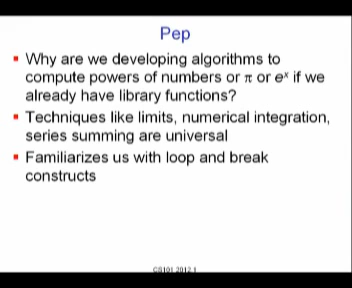 Pep
▪ Why are we developing algorithms to
compute powers of numbers or π or eˣ if we
already have library functions?
▪ Techniques like limits, numerical integration,
series summing are universal
▪ Familiarizes us with loop and break
constructs
CS101 2012.1